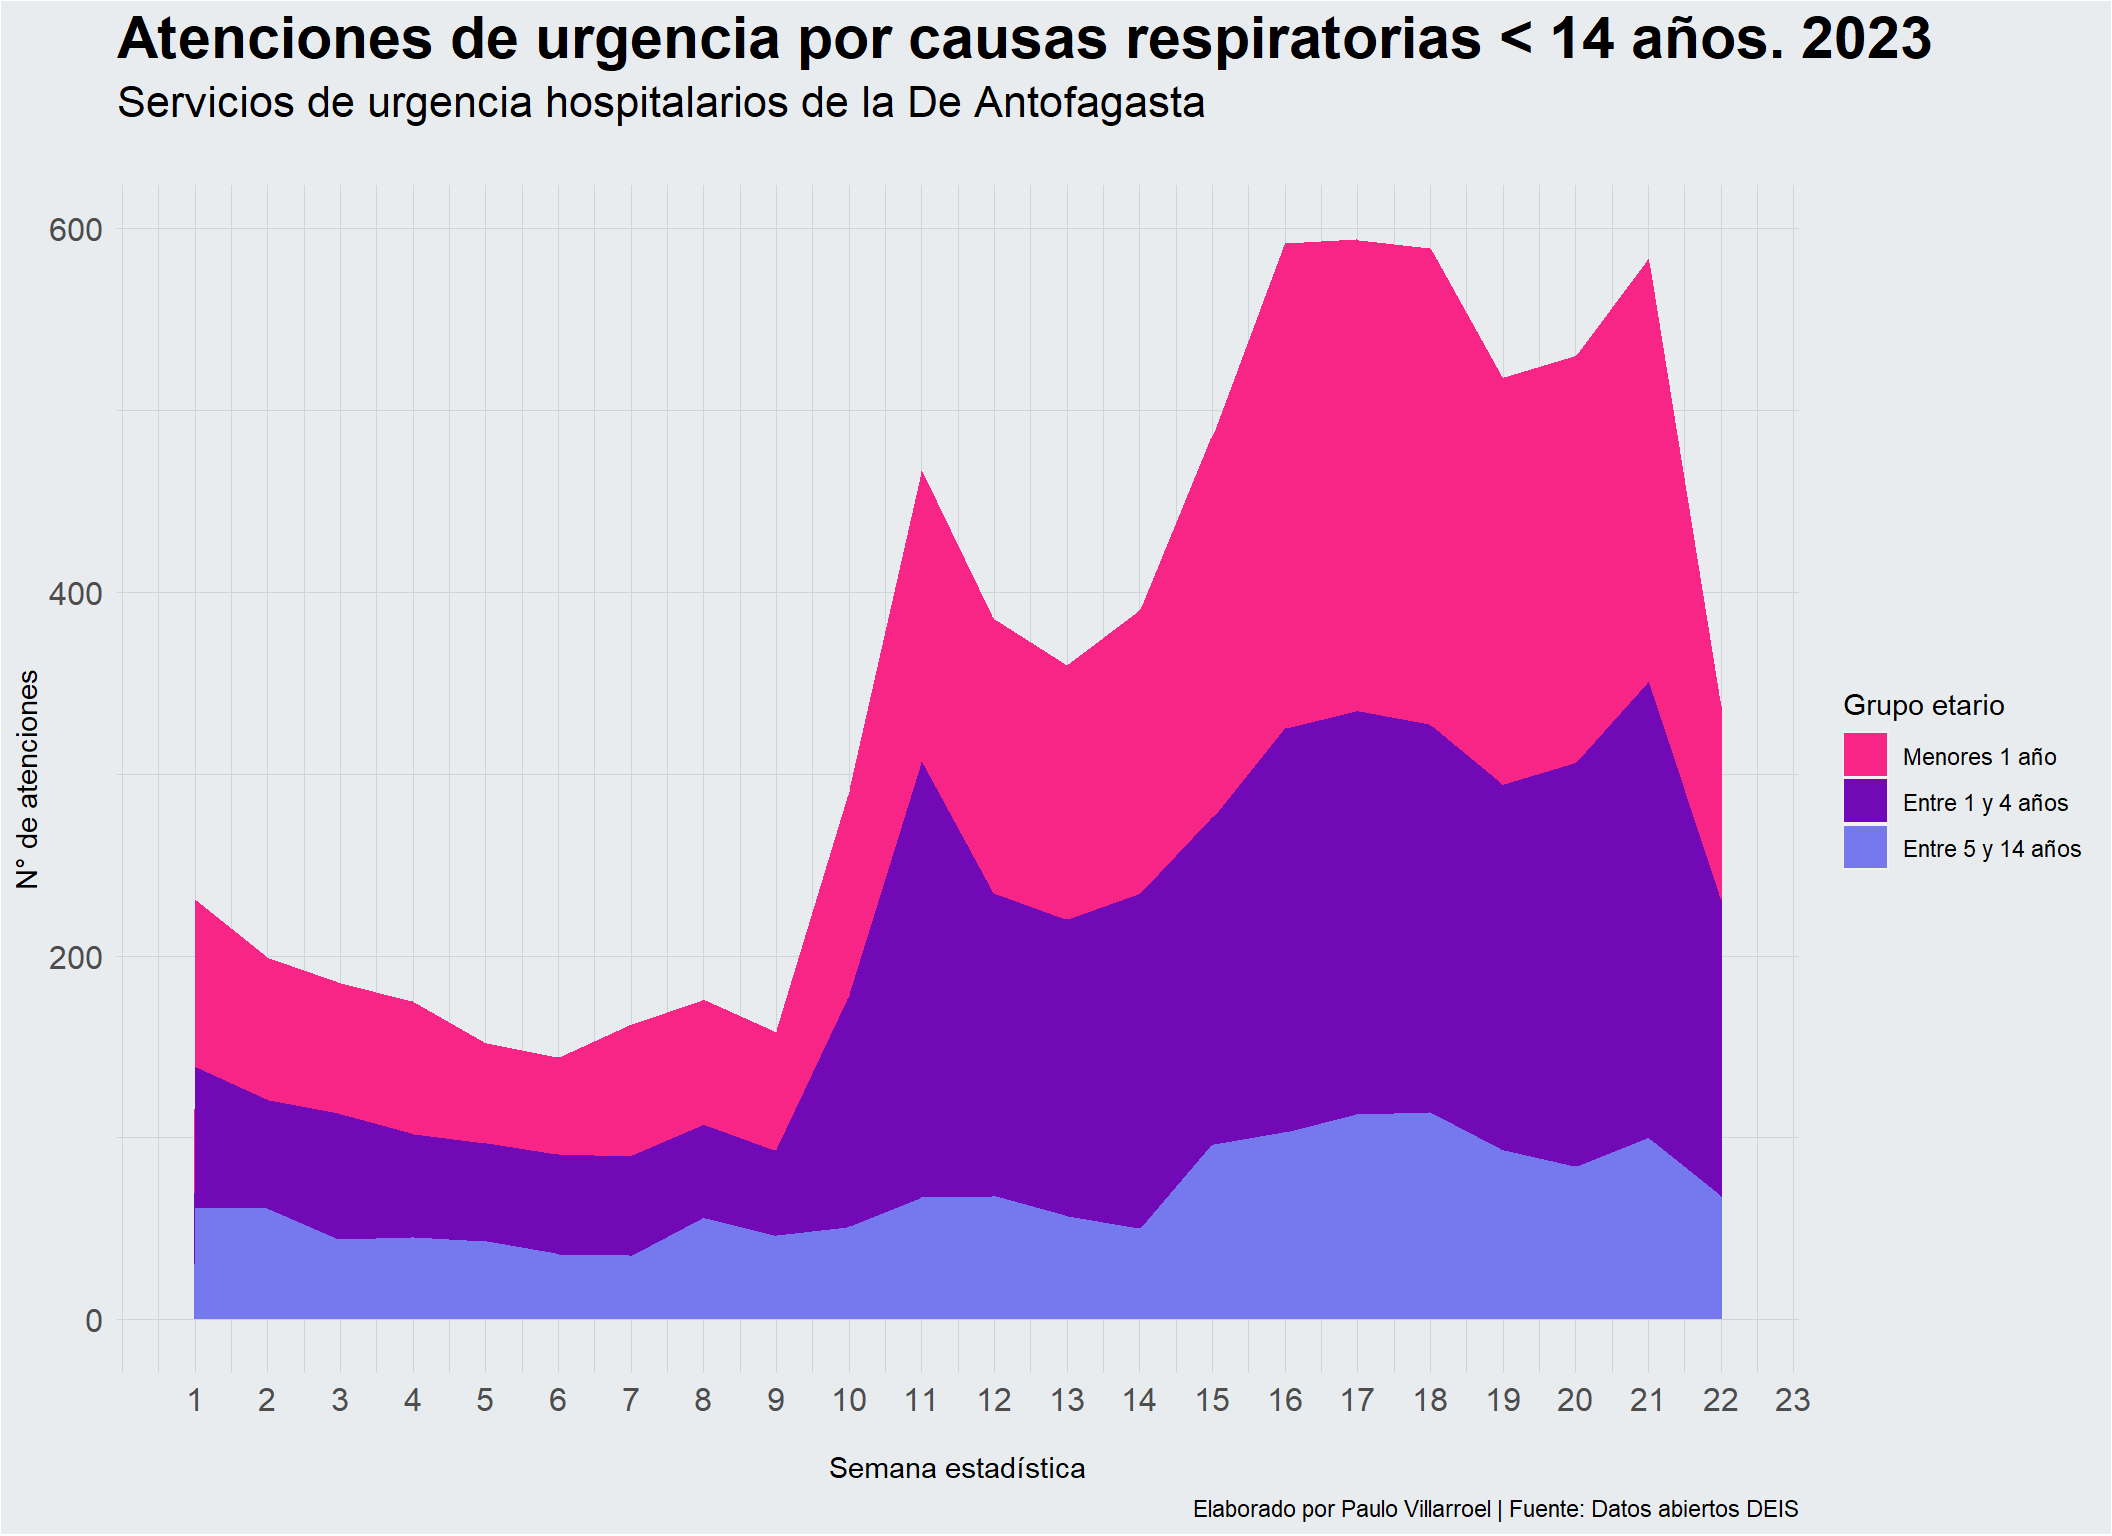 Atenciones de urgencia por causas respiratorias < 14 años. 2023
Servicios de urgencia hospitalarios de la De Antofagasta
600
400
200
0
N° de atenciones
1 2 3 4 5 6 7 8 9 10 11 12 13 14 15 16 17 18 19 20 21 22 23
Semana estadística
Grupo etario
Menores 1 año
Entre 1 y 4 años
Entre 5 y 14 años
Elaborado por Paulo Villarroel | Fuente: Datos abiertos DEIS